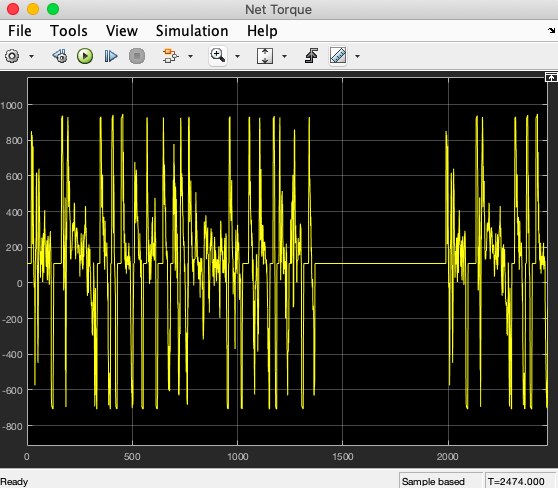 Net Torque
File Tools View Simulation Help
1000
800
600
400
200
0
-200
-400
-600
-800
0 500 1000 1500 2000
Ready Sample based T=2474.000